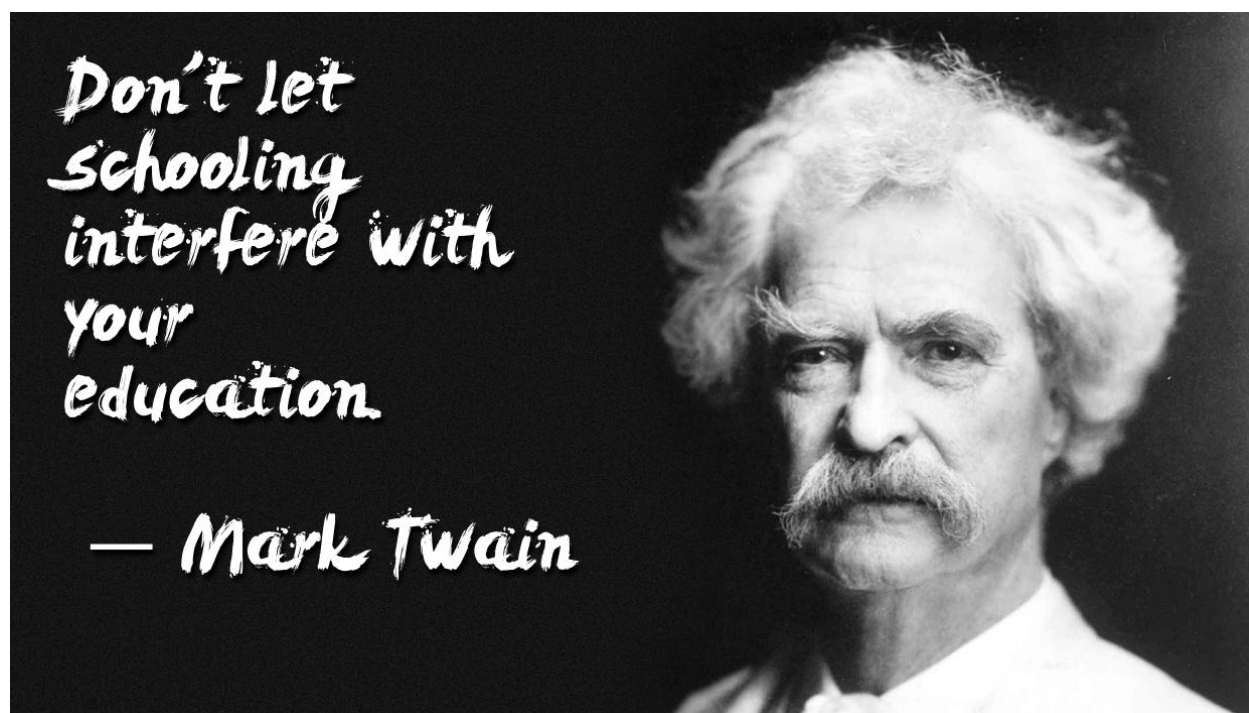 Don't let
schooling
interfere with
your
education.
— Mark Twain